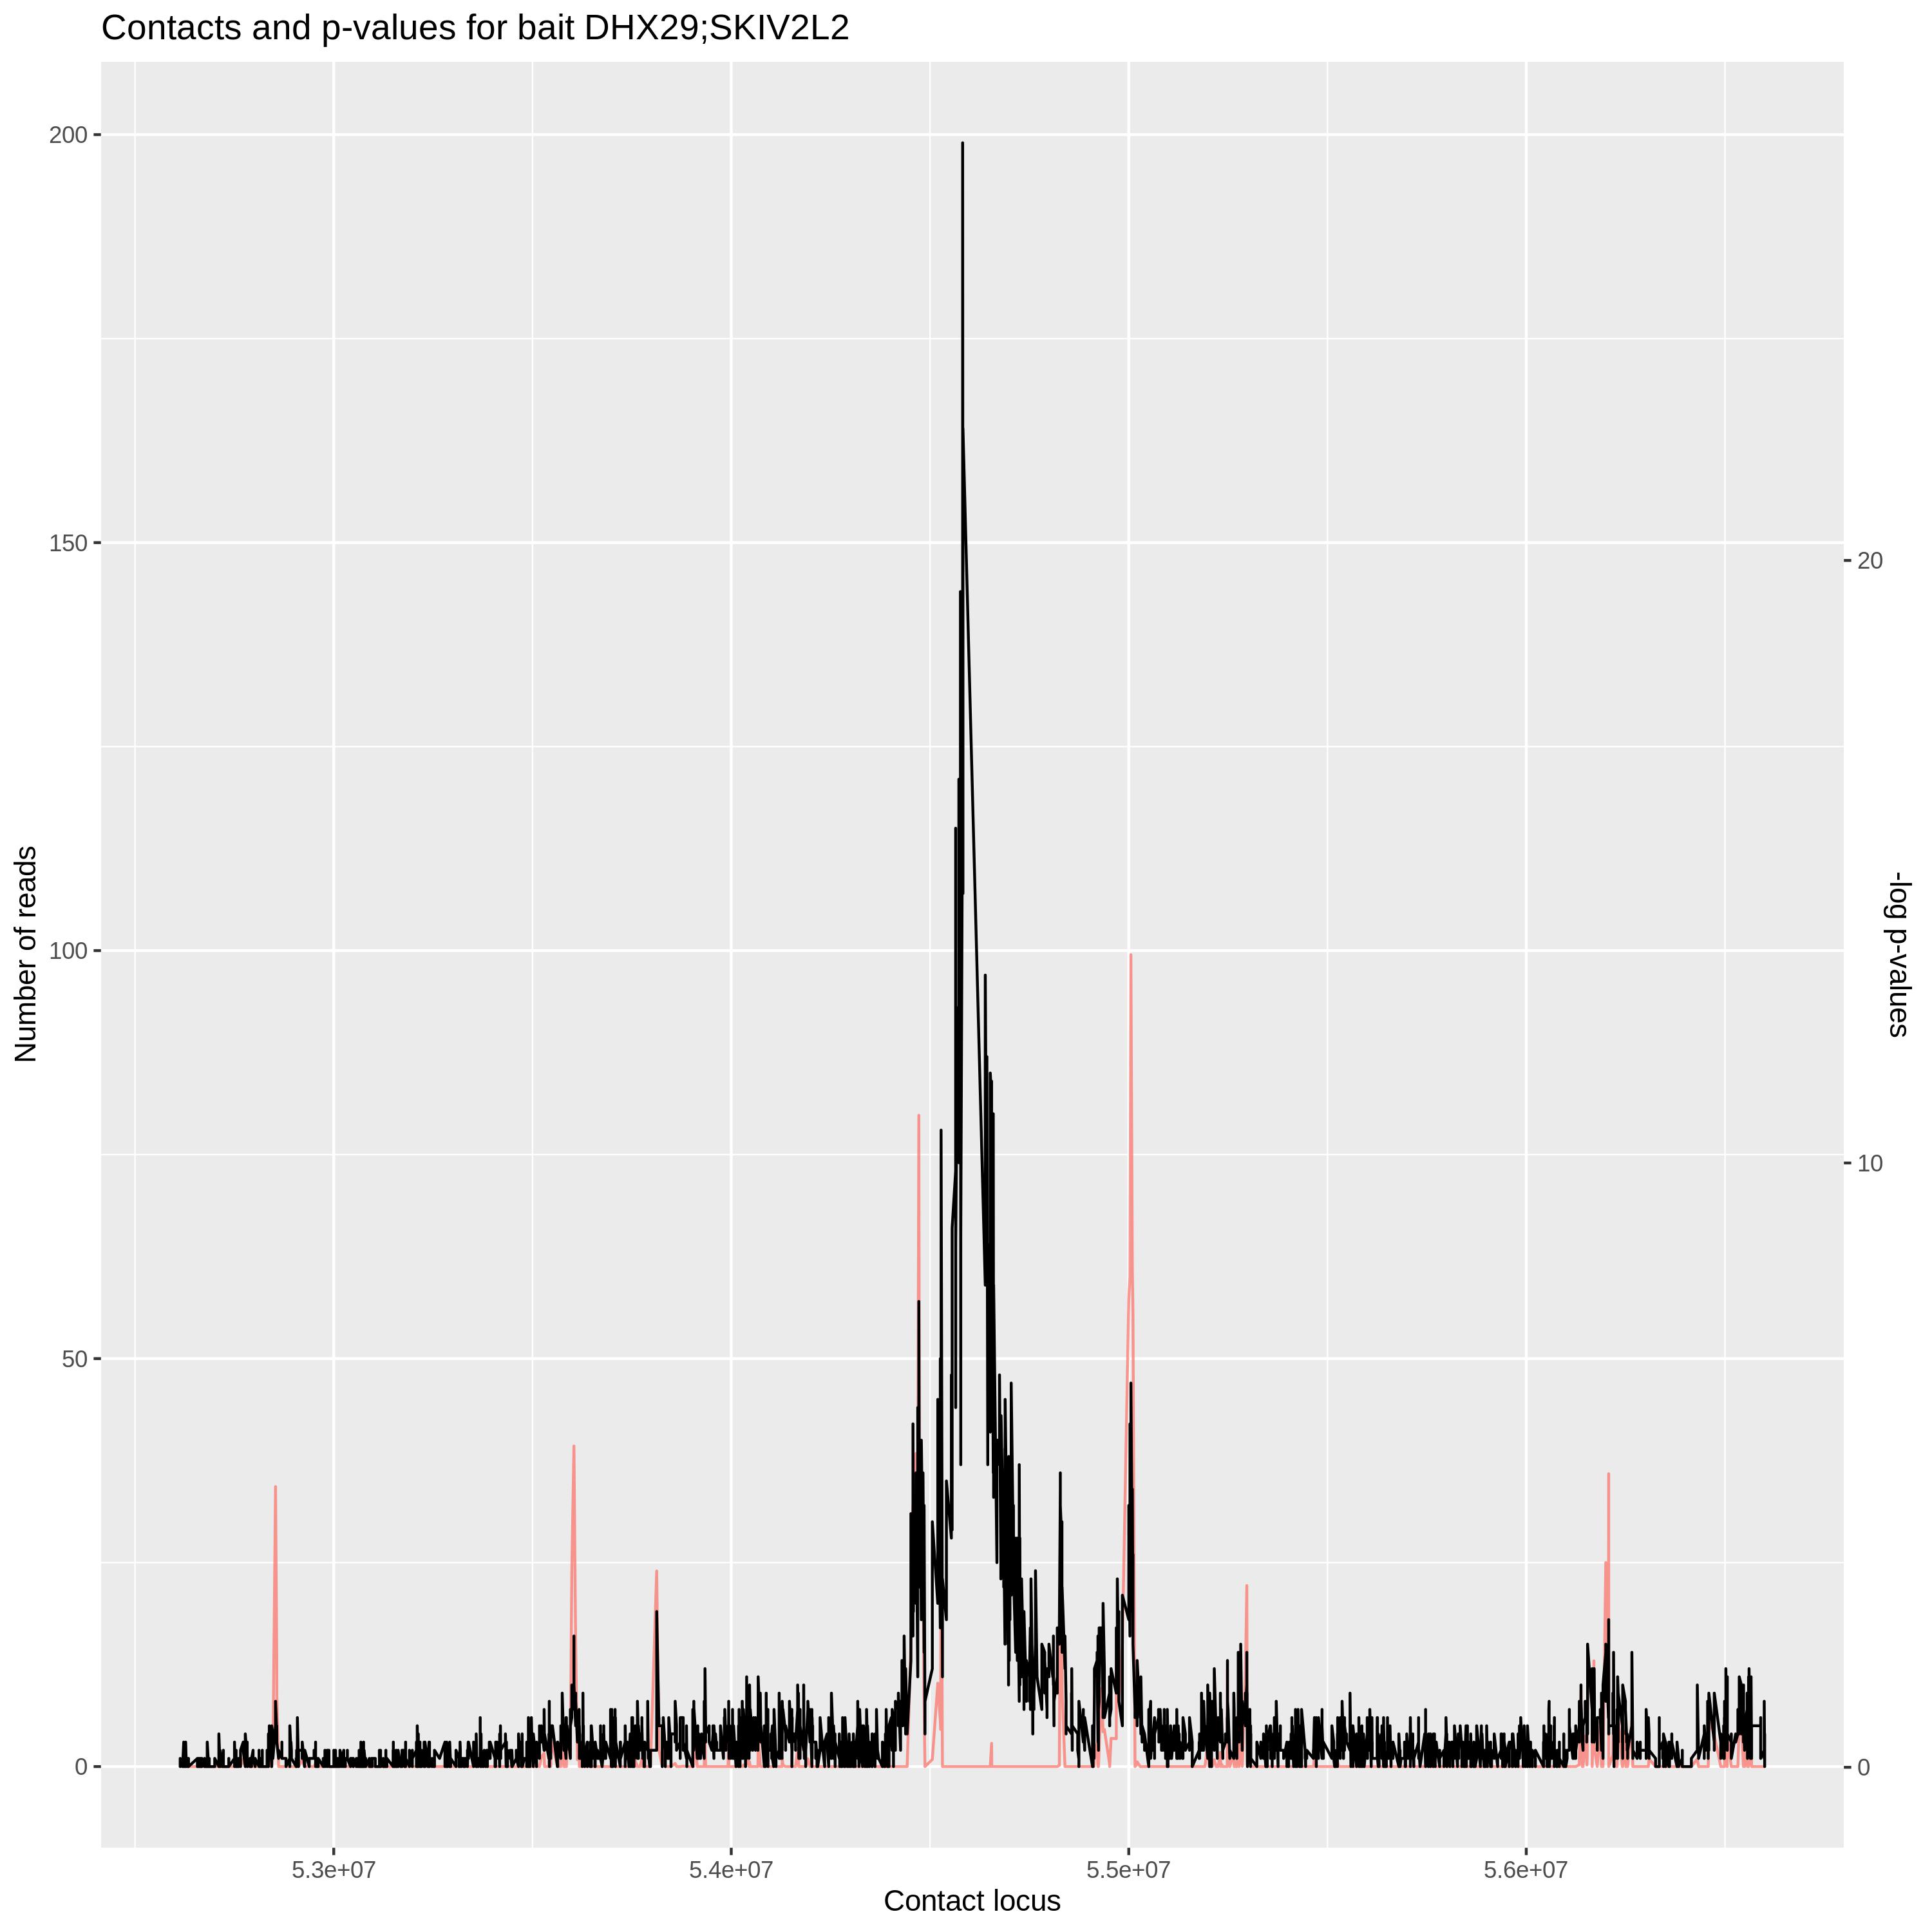 Contacts and p-values for bait DHX29;SKIV2L2
200
150
100
50
0
Number of reads
20
10
0
-log p-values
5.3e+07 5.4e+07 5.5e+07 5.6e+07
Contact locus